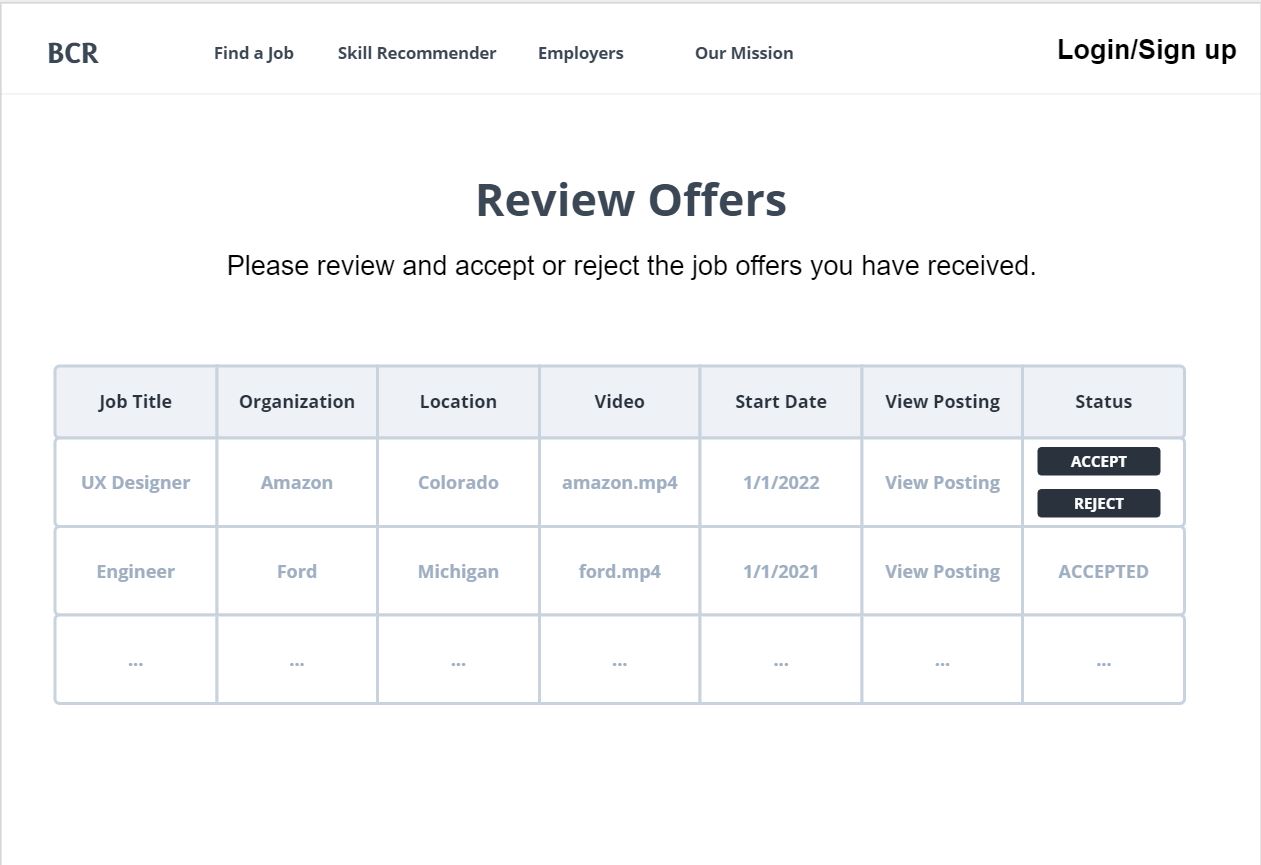 BCR Find a Job Skill Recommender Employers Our Mission Login/Sign up
Review Offers
Please review and accept or reject the job offers you have received.
Job Title Organization Location Video Start Date View Posting Status
UX Designer Amazon Colorado amazon.mp4 1/1/2022 View Posting ACCEPT
REJECT
Engineer Ford Michigan ford.mp4 1/1/2021 View Posting ACCEPTED
... ... ... ... ... ... ...